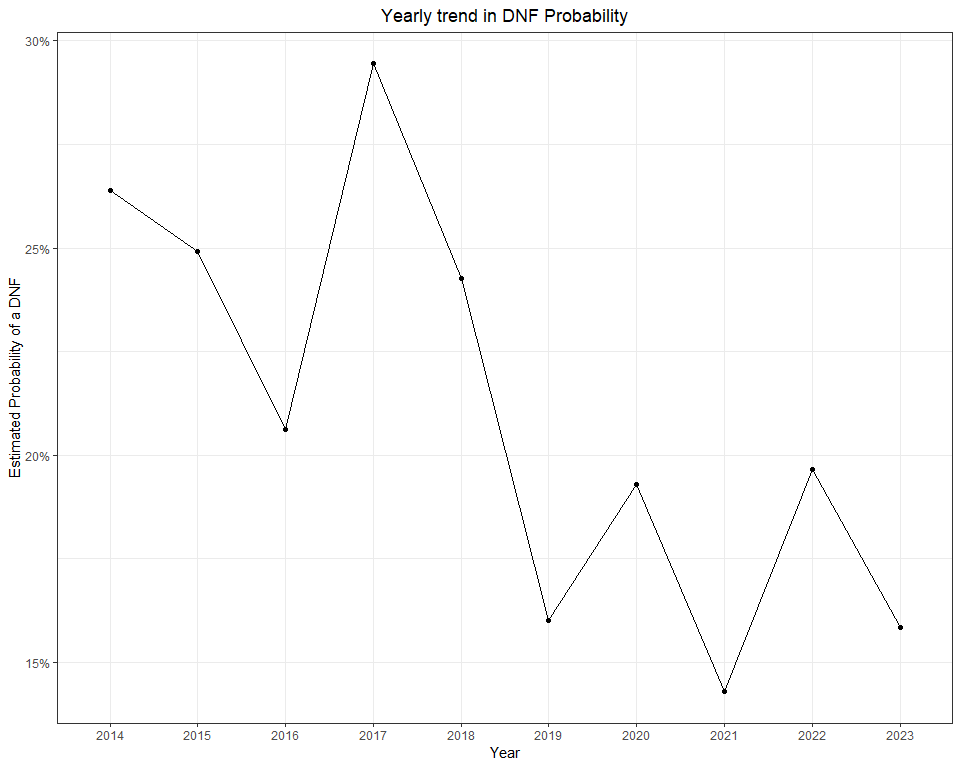 Yearly trend in DNF Probability
Estimated Probability of a DNF
30%
25%
20%
15%
2014 2015 2016 2017 2018 2019 2020 2021 2022 2023
Year